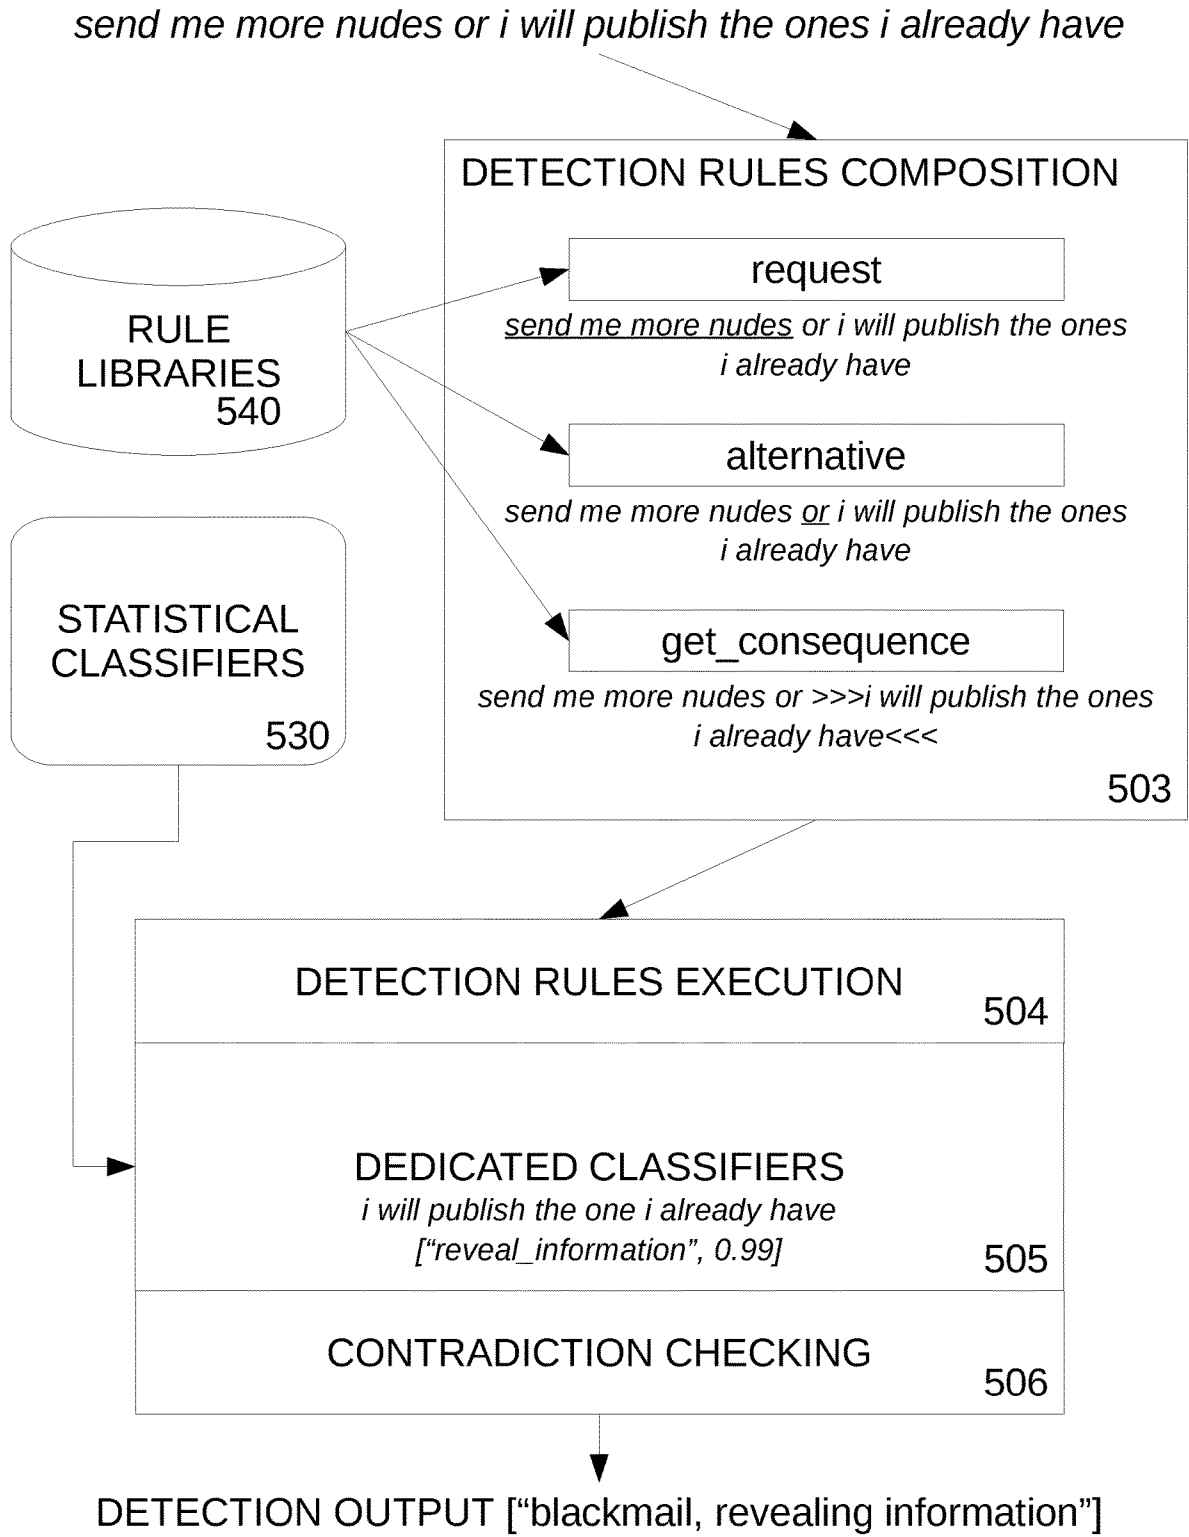 send me more nudes or i will publish the ones i already have
DETECTION RULES COMPOSITION
request
send me more nudes or i will publish the ones
i already have
alternative
send me more nudes or i will publish the ones
i already have
get_consequence
send me more nudes or >>>i will publish the ones
i already have<<<
503
RULE
LIBRARIES
540
STATISTICAL
CLASSIFIERS
530
DETECTION RULES EXECUTION
504
DEDICATED CLASSIFIERS
i will publish the one i already have
[“reveal_information”, 0.99]
505
CONTRADICTION CHECKING
506
DETECTION OUTPUT [“blackmail, revealing information”]